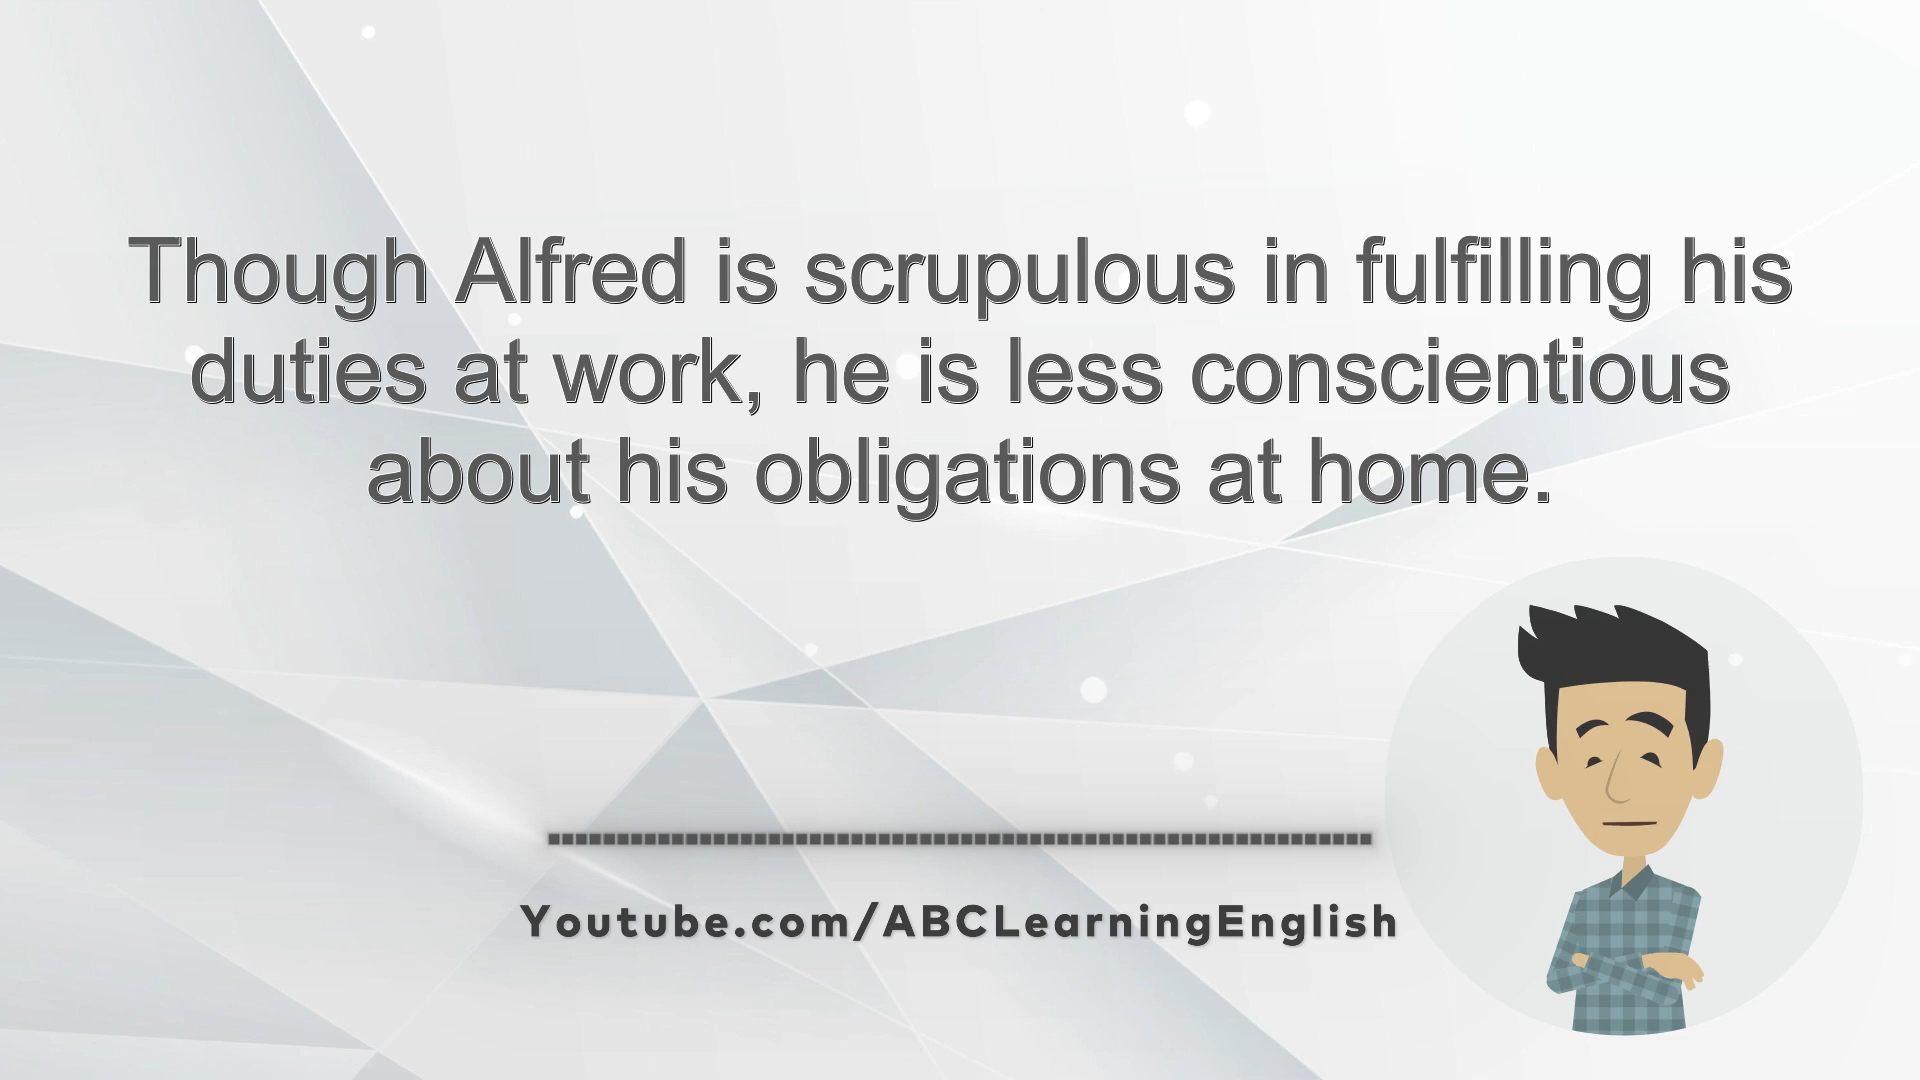 Though Alfred is scrupulous in fulfilling his
duties at work, he is less conscientious
about his obligations at home.
Youtube.com/ABCLearningEnglish